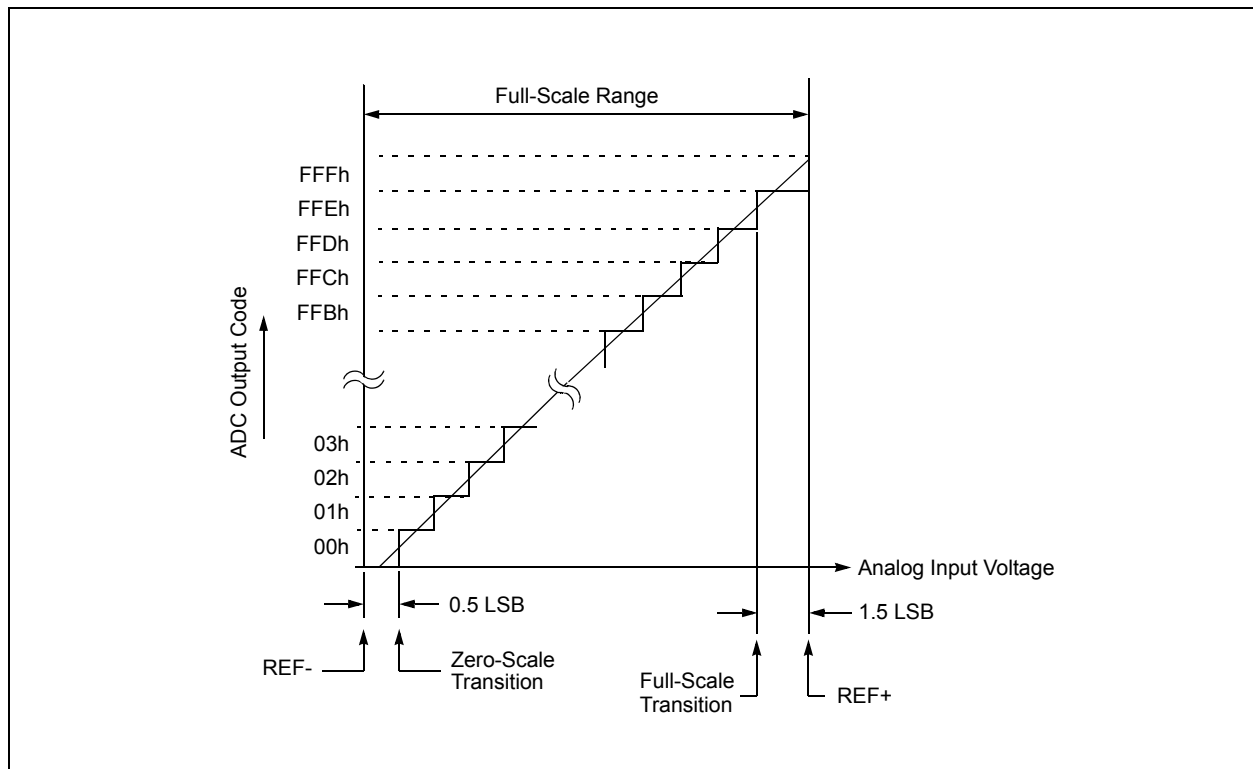 Full-Scale Range
FFFh
FFEh
FFDh
FFCh
FFBh
ADC Output Code
03h
02h
01h
00h
Analog Input Voltage
0.5 LSB
1.5 LSB
REF-
Zero-Scale
Transition
Full-Scale
Transition
REF+